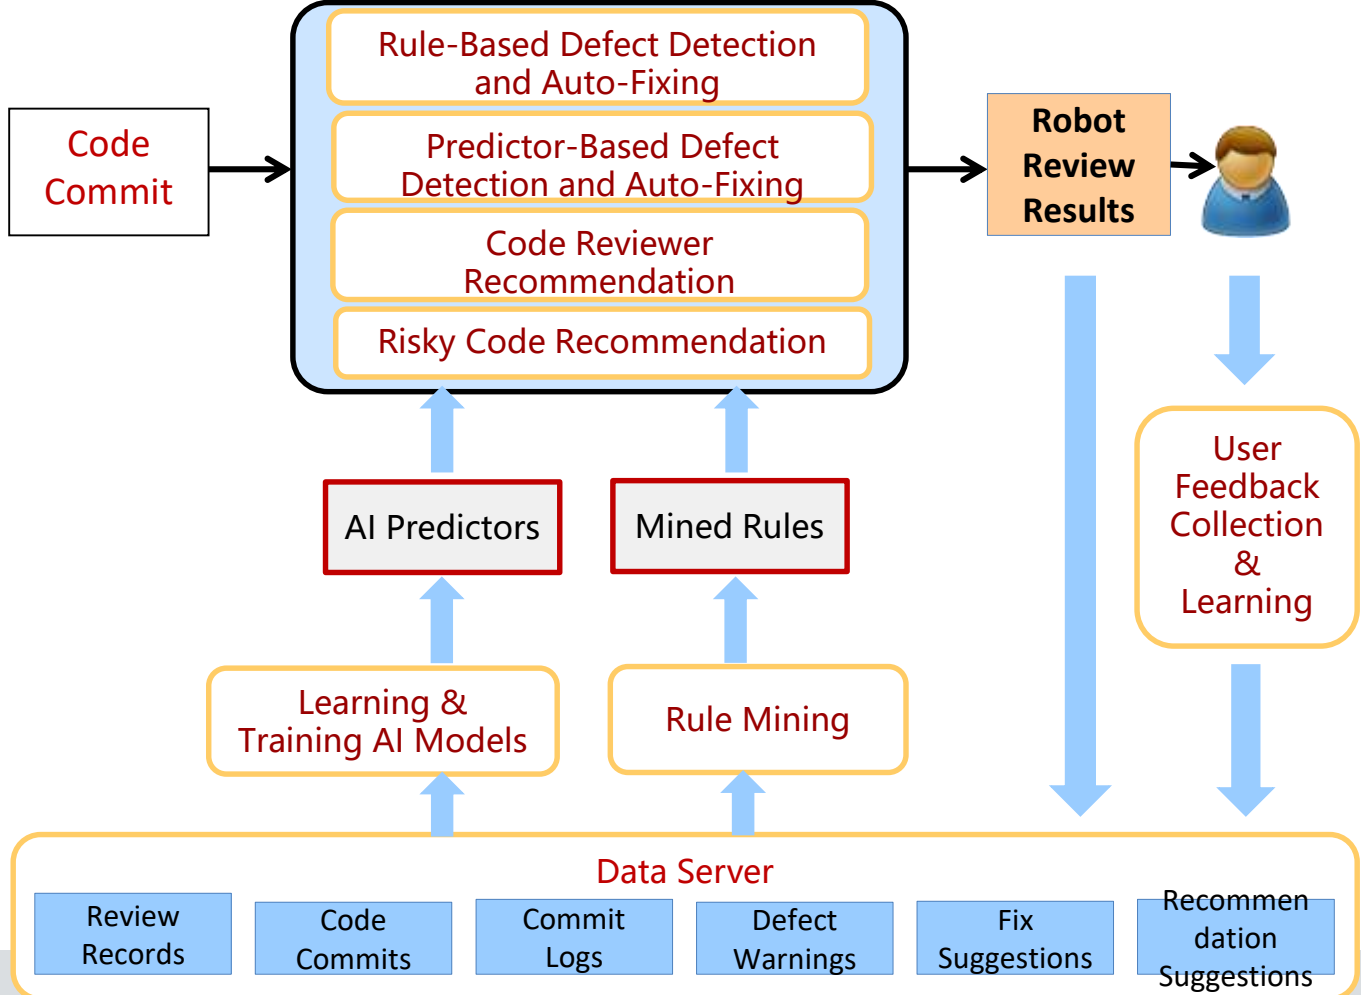 Rule-Based Defect Detection
and Auto-Fixing
Code
Commit
Predictor-Based Defect
Detection and Auto-Fixing
Code Reviewer
Recommendation
Risky Code Recommendation
Robot
Review
Results
AI Predictors
Mined Rules
User
Feedback
Collection
&
Learning
Learning &
Training AI Models
Rule Mining
Data Server
Review
Records
Code
Commits
Commit
Logs
Defect
Warnings
Fix
Suggestions
Recommen
dation
Suggestions